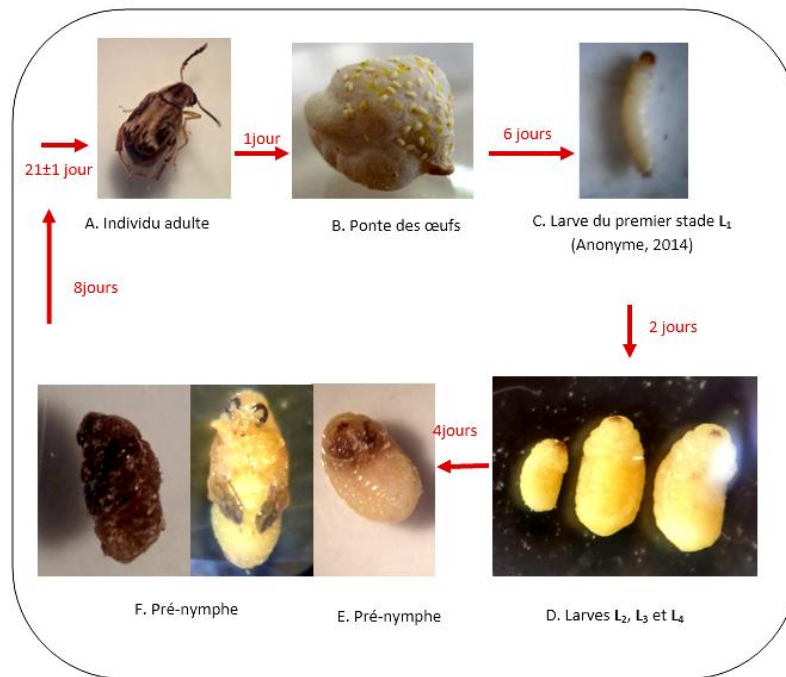 21±1 jour
1jour
6 jours
A. Individu adulte
B. Ponte des œufs
C. Larve du premier stade L₁
(Anonyme, 2014)
8jours
2 jours
4jours
F. Pré-nymphe
E. Pré-nymphe
D. Larves L₂, L₃ et L₄